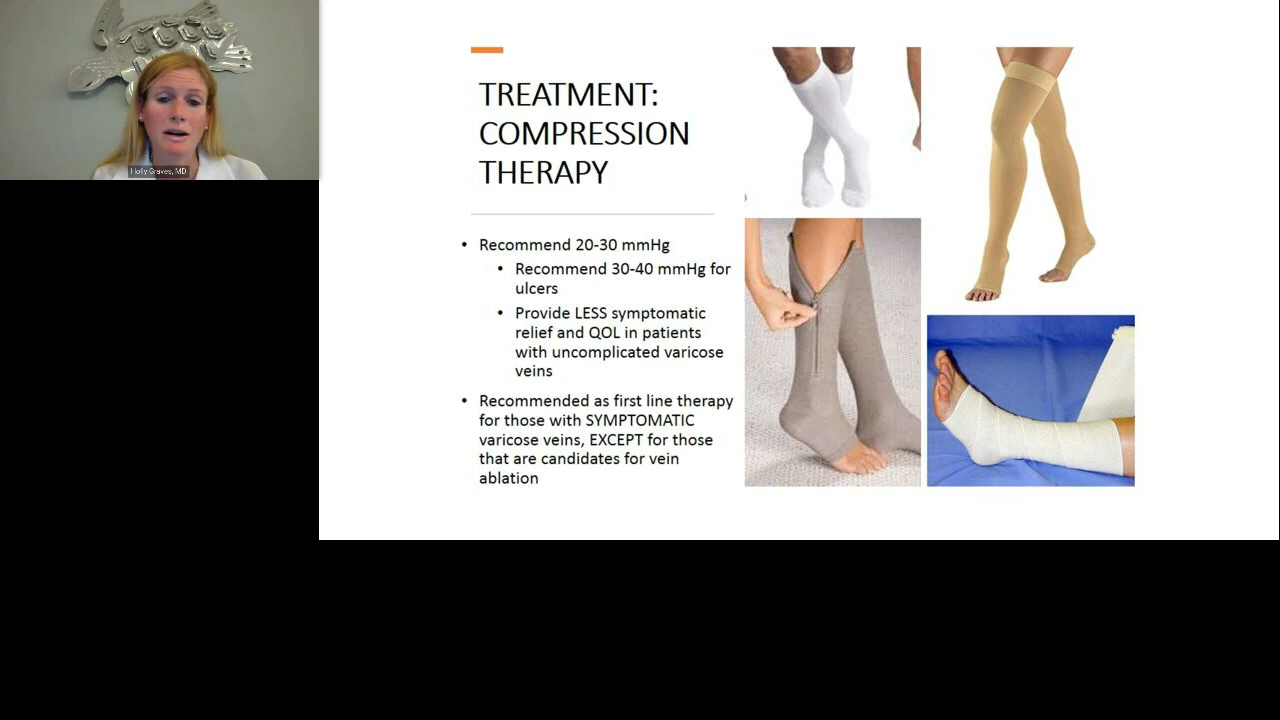 Holly Graves, MD
TREATMENT:
COMPRESSION
THERAPY
• Recommend 20-30 mmHg
• Recommend 30-40 mmHg for
ulcers
• Provide LESS symptomatic
relief and QOL in patients
with uncomplicated varicose
veins
• Recommended as first line therapy
for those with SYMPTOMATIC
varicose veins, EXCEPT for those
that are candidates for vein
ablation